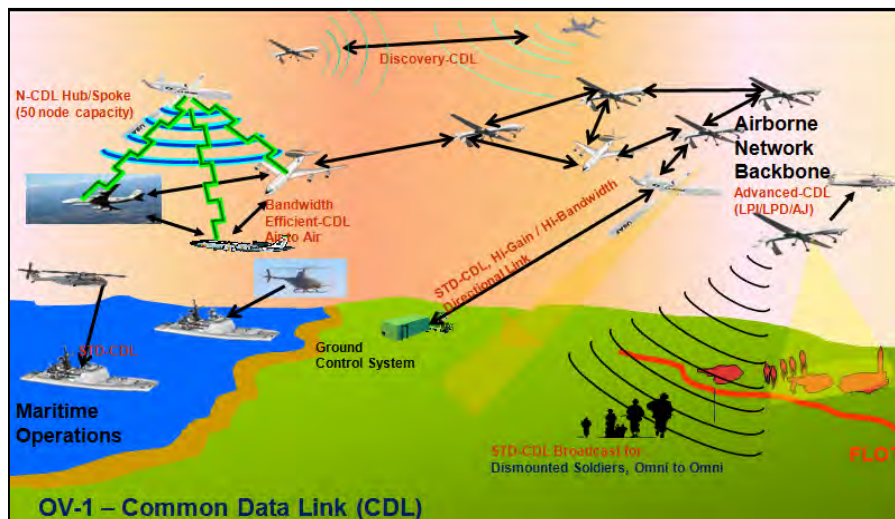 Discovery-CDL
N-CDL Hub/Spoke
(50 node capacity)
Airborne
Network
Backbone
Advanced-CDL
(LPI/LPD/AJ)
Bandwidth
Efficient-CDL
Air to Air
STD-CDL, Hi-Gain / Hi-Bandwidth
Directional Link
STD-CDL
Ground
Control System
Maritime
Operations
STD-CDL Broadcast for
Dismounted Soldiers, Omni to Omni
FLOT
OV-1 – Common Data Link (CDL)